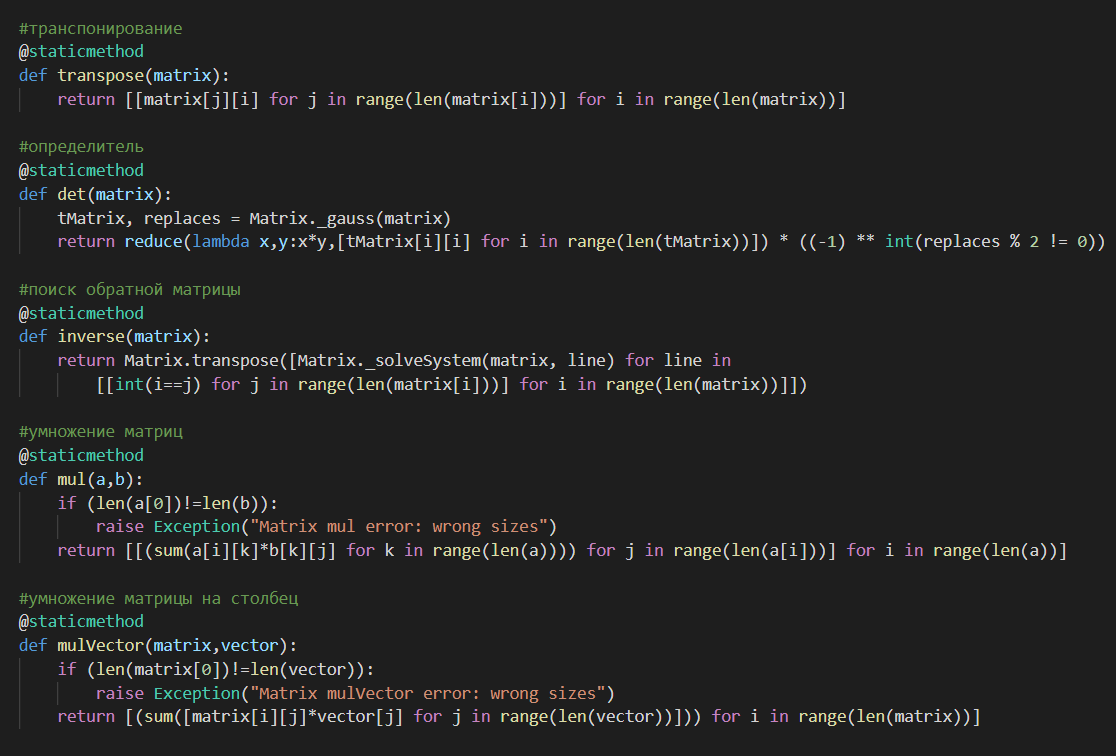 #транспонирование
@staticmethod
def transpose(matrix):
    return [[matrix[j][i] for j in range(len(matrix[i]))] for i in range(len(matrix))]
#определитель
@staticmethod
def det(matrix):
    tMatrix, replaces = Matrix._gauss(matrix)
    return reduce(lambda x,y:x*y,[tMatrix[i][i] for i in range(len(tMatrix))]) * ((-1) ** int(replaces % 2 != 0))
#поиск обратной матрицы
@staticmethod
def inverse(matrix):
    return Matrix.transpose([Matrix._solveSystem(matrix, line) for line in
        [[int(i==j) for j in range(len(matrix[i]))] for i in range(len(matrix))]])
#умножение матриц
@staticmethod
def mul(a,b):
    if (len(a[0])!=len(b)):
        raise Exception("Matrix mul error: wrong sizes")
    return [[(sum(a[i][k]*b[k][j] for k in range(len(a)))) for j in range(len(a[i]))] for i in range(len(a))]
#умножение матрицы на столбец
@staticmethod
def mulVector(matrix,vector):
    if (len(matrix[0])!=len(vector)):
        raise Exception("Matrix mulVector error: wrong sizes")
    return [(sum([matrix[i][j]*vector[j] for j in range(len(vector))])) for i in range(len(matrix))]